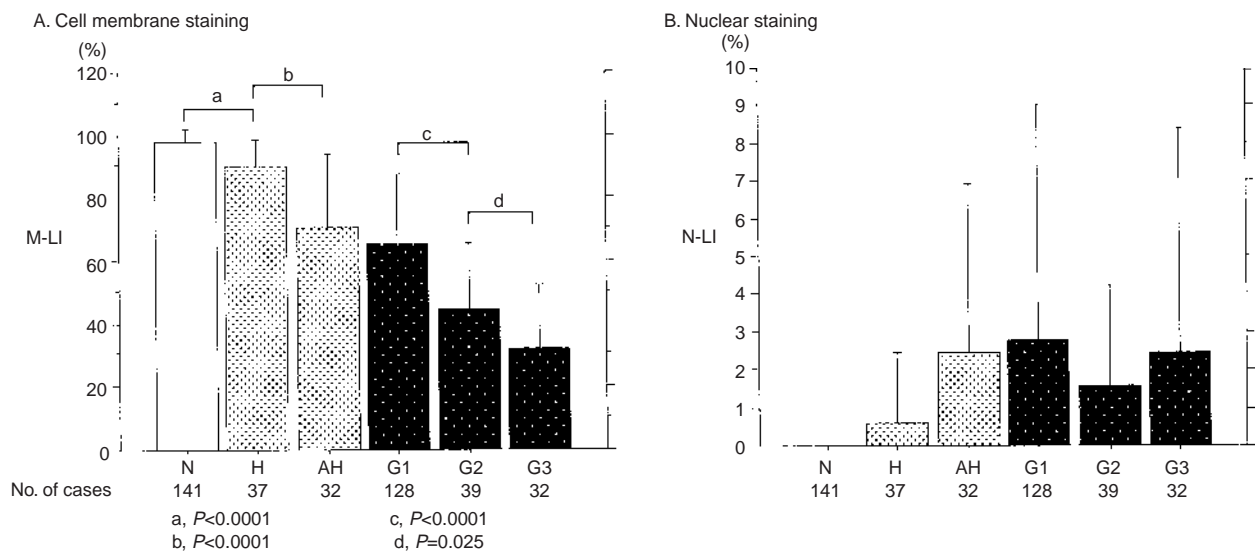 A. Cell membrane staining
(%)
120
100
80
60
40
20
0
M-LI
a
b
c
d
N H AH G1 G2 G3
No. of cases 141 37 32 128 39 32
a, P<0.0001 c, P<0.0001
b, P<0.0001 d, P=0.025
B. Nuclear staining
(%)
10
9
8
7
6
5
4
3
2
1
0
N-LI
N H AH G1 G2 G3
141 37 32 128 39 32